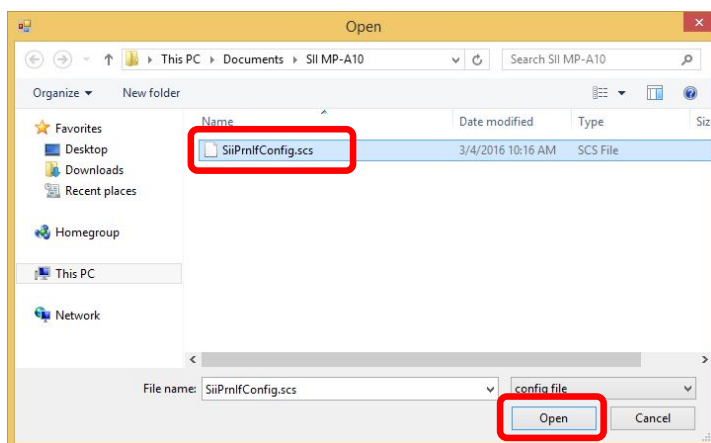 Open
This PC Documents SII MP-A10 Search SII MP-A10
Organize New folder
Name Date modified Type Siz
SiiPrnIfConfig.scs 3/4/2016 10:16 AM SCS File
Favorites
Desktop
Downloads
Recent places
Homegroup
This PC
Network
File name: SiiPrnIfConfig.scs config file
Open Cancel